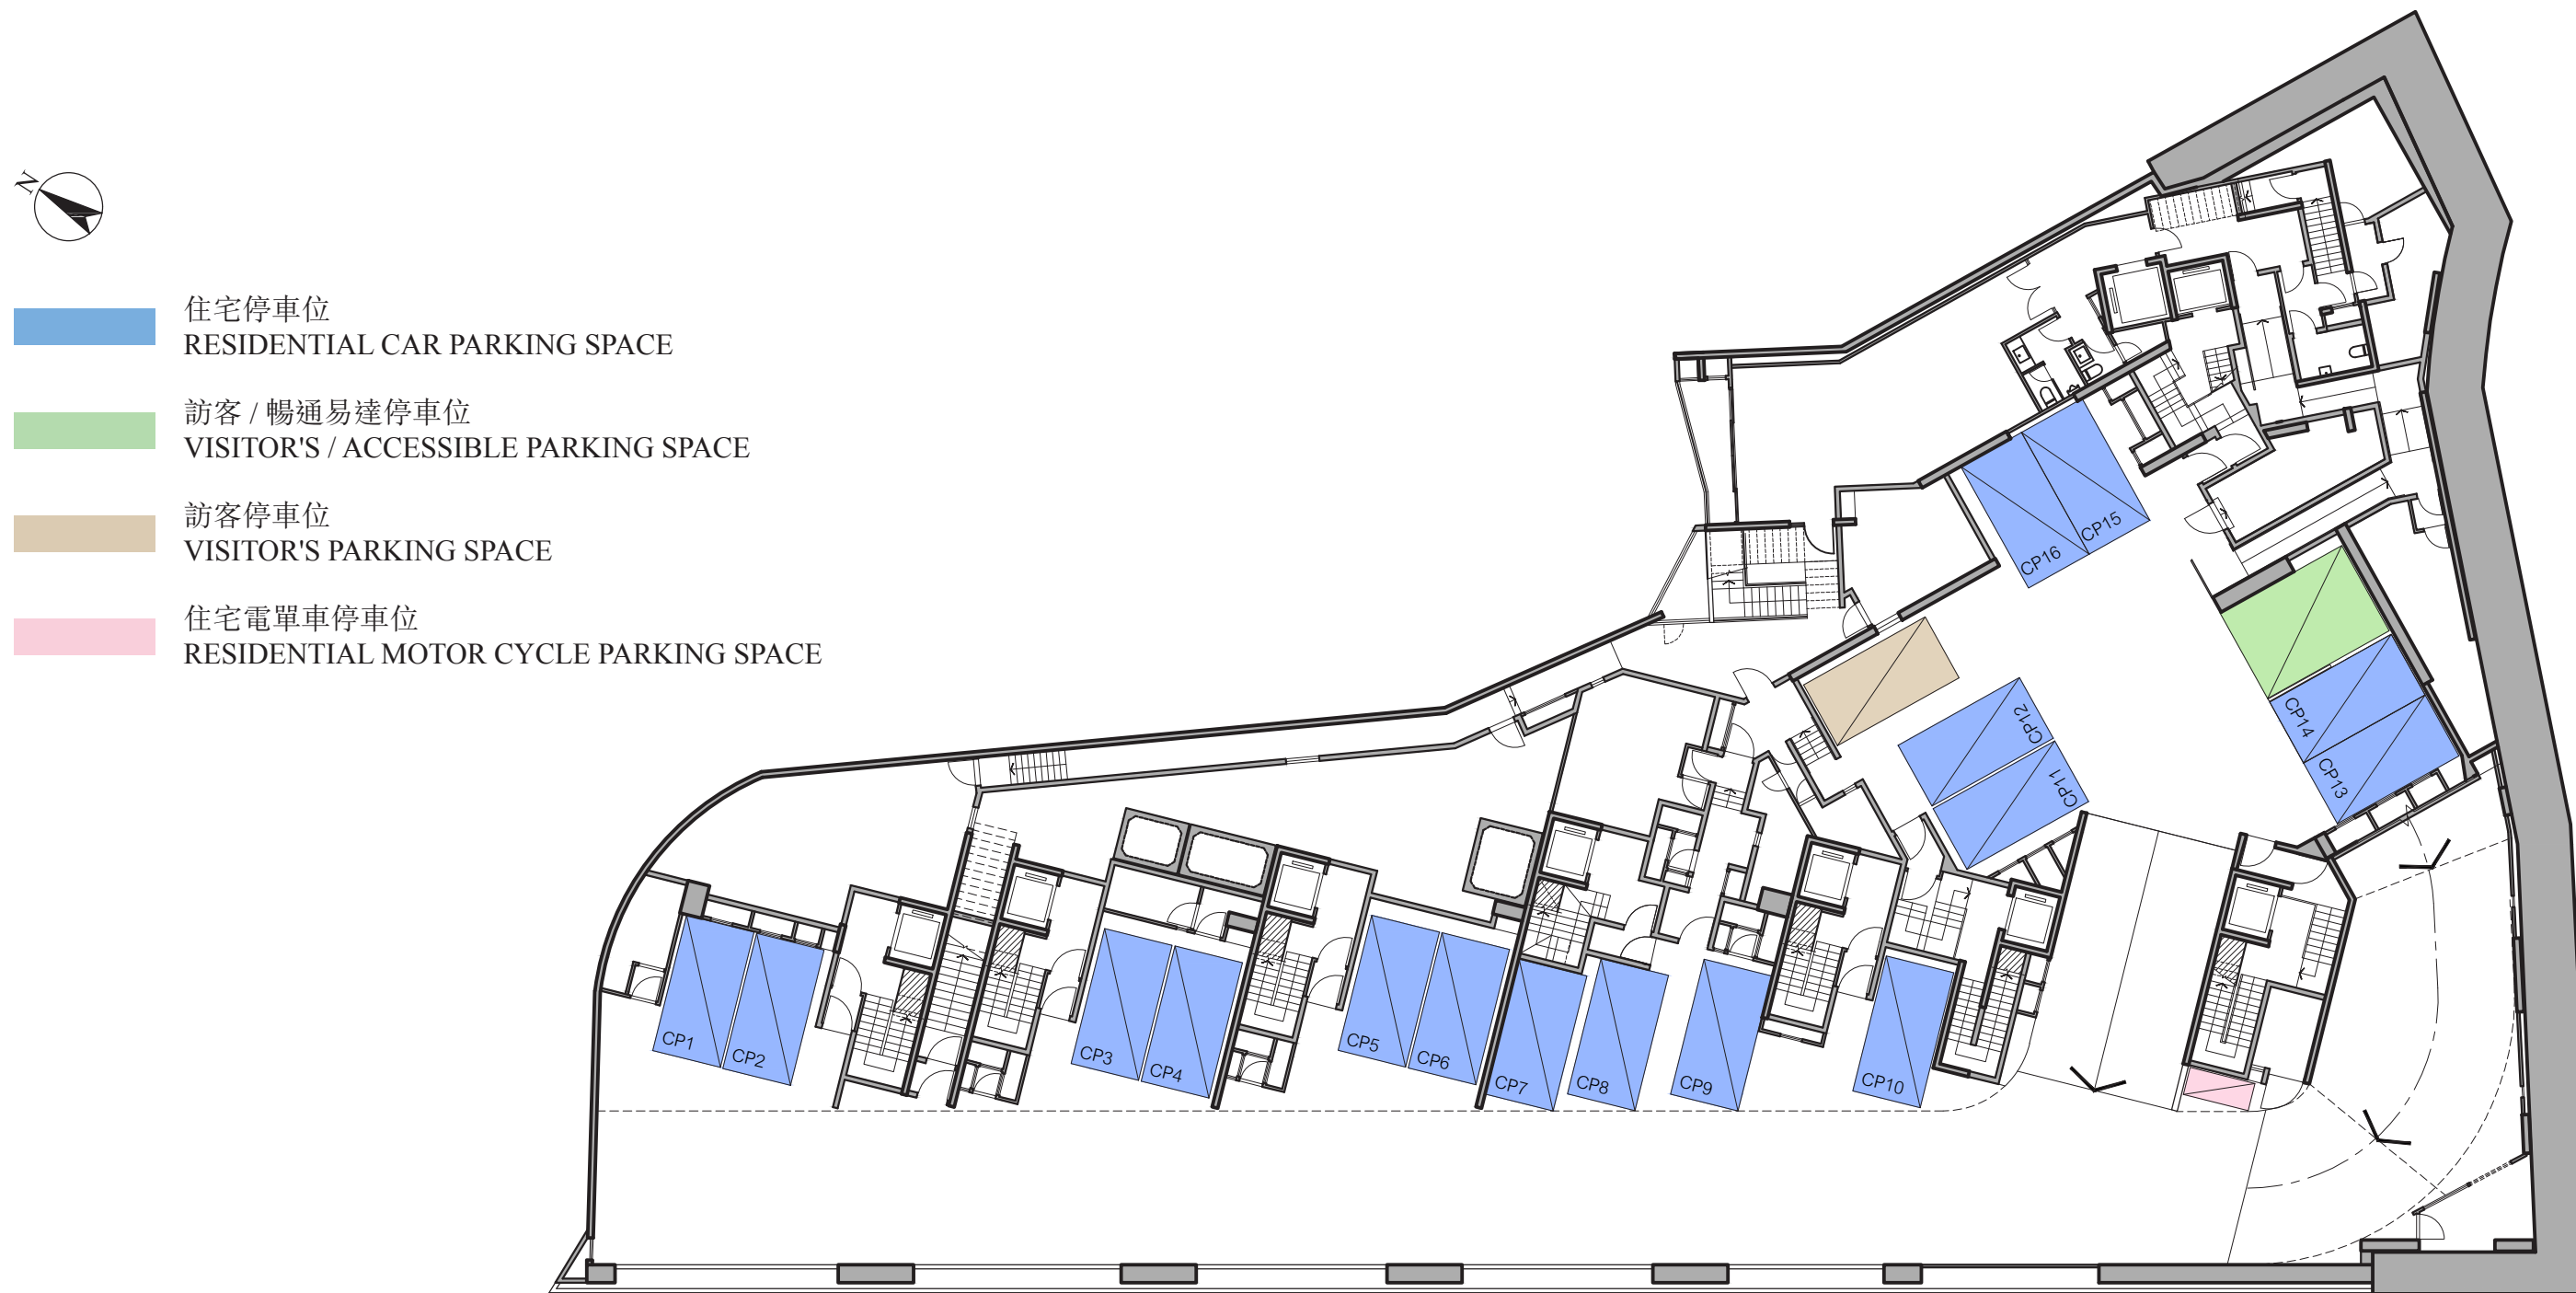 N
住宅停車位
RESIDENTIAL CAR PARKING SPACE
訪客 / 暢通易達停車位
VISITOR'S / ACCESSIBLE PARKING SPACE
訪客停車位
VISITOR'S PARKING SPACE
住宅電單車停車位
RESIDENTIAL MOTOR CYCLE PARKING SPACE
CP16
CP15
CP14
CP13
CP12
CP11
CP1
CP2
CP3
CP4
CP5
CP6
CP7
CP8
CP9
CP10